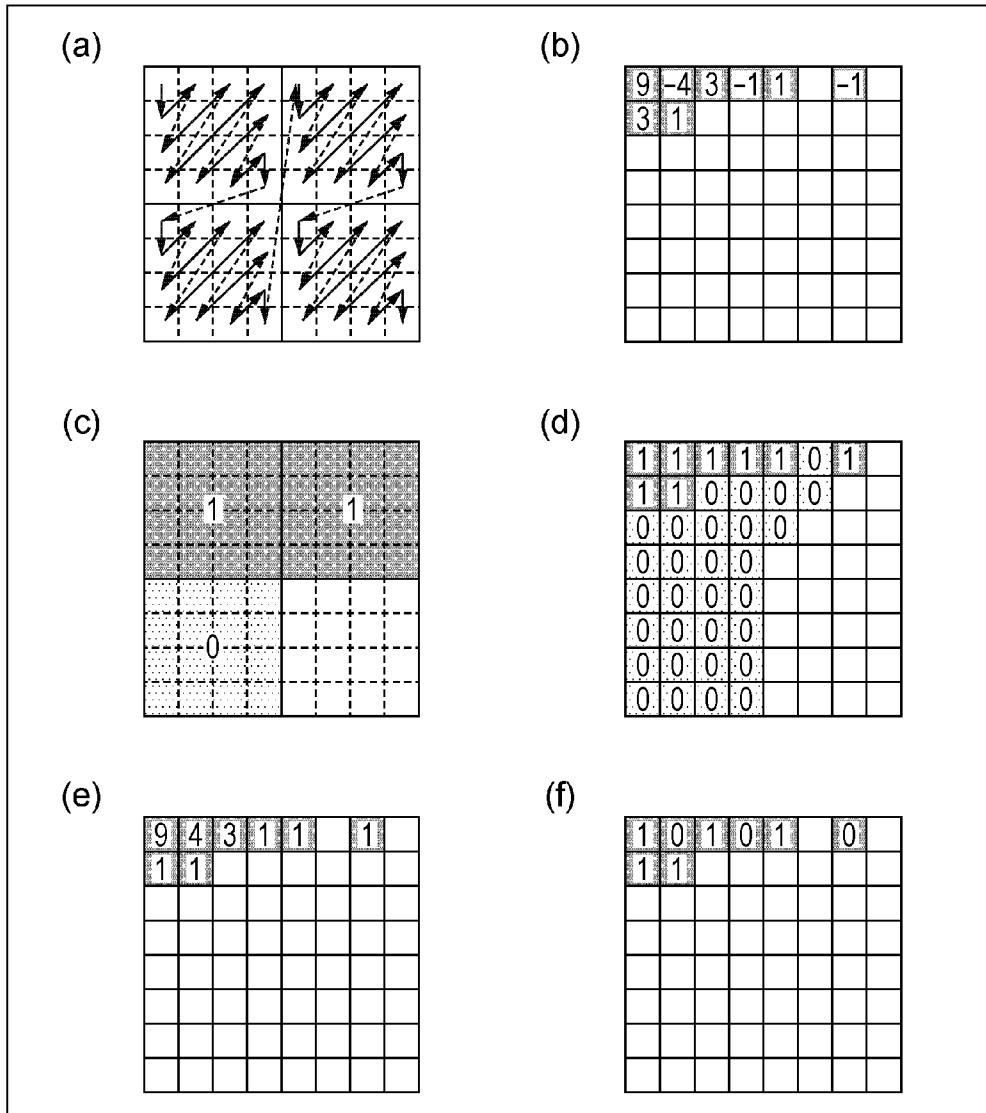 (a)
(b)
9 −4 3 −1 1 −1
3 1
(c)
1 1
0
(d)
1 1 1 1 1 0 1
1 1 0 0 0 0
0 0 0 0 0
0 0 0 0
0 0 0 0
0 0 0 0
0 0 0 0
0 0 0 0
(e)
9 4 3 1 1 1
1 1
(f)
1 0 1 0 1 0
1 1